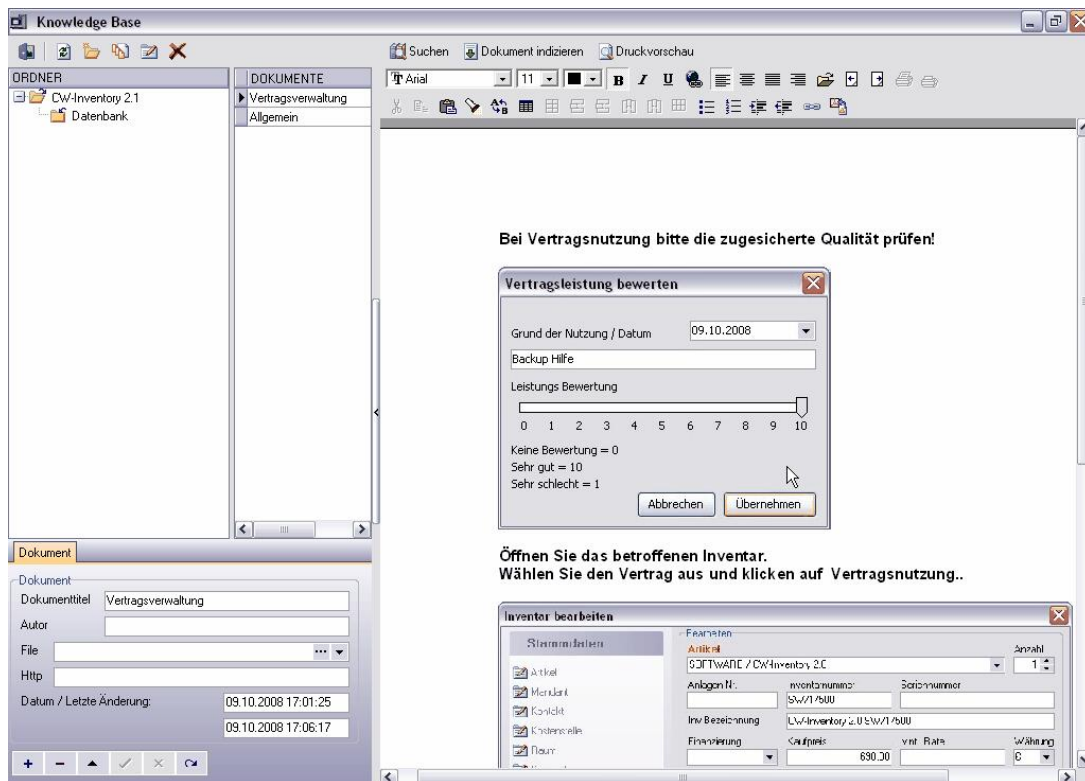 Knowledge Base
Suchen Dokument indizieren Druckvorschau
ORDNER
CW-Inventory 2.1
Datenbank
DOKUMENTE
Vertragsverwaltung
Allgemein
Arial 11 B I U
Bei Vertragsnutzung bitte die zugesicherte Qualität prüfen!
Vertragsleistung bewerten
Grund der Nutzung / Datum 09.10.2008
Backup Hilfe
Leistungs Bewertung
0 1 2 3 4 5 6 7 8 9 10
Keine Bewertung = 0
Sehr gut = 10
Sehr schlecht = 1
Abbrechen Übernehmen
Öffnen Sie das betroffenen Inventar.
Wählen Sie den Vertrag aus und klicken auf Vertragsnutzung..
Inventar bearbeiten
Stammdaten
Artikel
Mandant
Kontakt
Kostenstelle
Raum
Bearbeiten
Artikel Anzahl
SOFTWARE / CW-Inventory 2.0 1
Anlagen Nr. Inventarnummer Seriennummer
SW717500
Inv Bezeichnung CW-Inventory 2.0 SW717500
Finanzierung Kaufpreis Mnt. Rate Währung
690,00
Dokument
Dokument
Dokumenttitel Vertragsverwaltung
Autor
File
Http
Datum / Letzte Änderung: 09.10.2008 17:01:25
09.10.2008 17:06:17